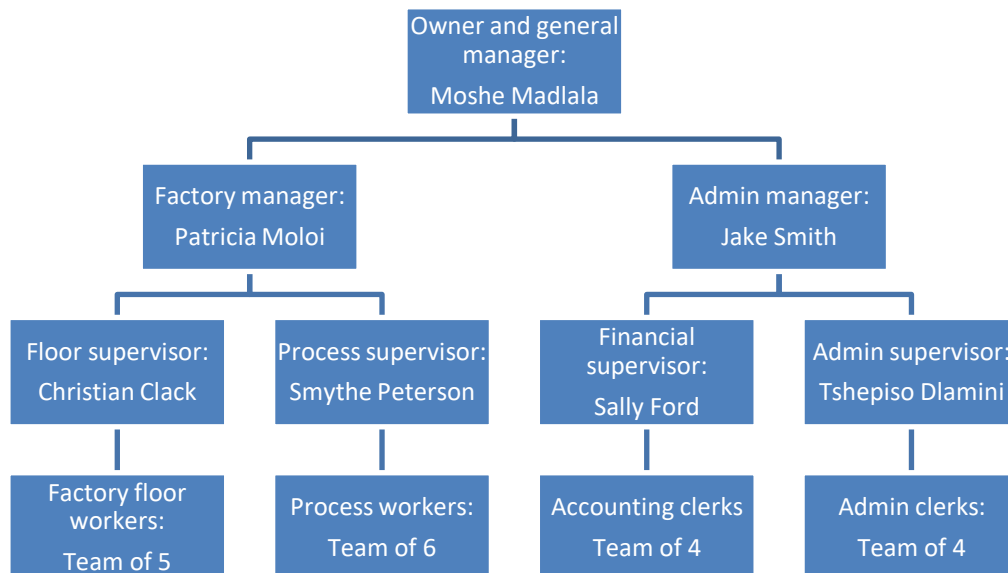 Owner and general
manager:
Moshe Madlala
Factory manager:
Patricia Moloi
Admin manager:
Jake Smith
Floor supervisor:
Christian Clack
Process supervisor:
Smythe Peterson
Financial
supervisor:
Sally Ford
Admin supervisor:
Tshepiso Dlamini
Factory floor
workers:
Team of 5
Process workers:
Team of 6
Accounting clerks
Team of 4
Admin clerks:
Team of 4